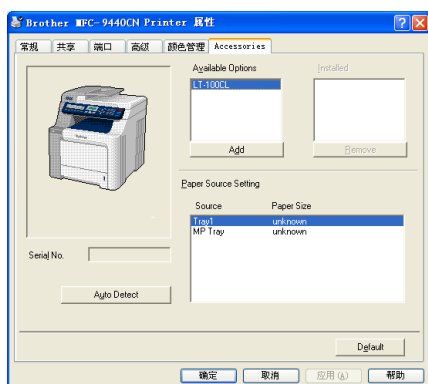 Brother MFC-9440CN Printer 属性
常规 共享 端口 高级 颜色管理 Accessories
Available Options Installed
LT-100CL
Add Remove
Paper Source Setting
Source Paper Size
Tray1 unknown
MP Tray unknown
Serial No.
Auto Detect
Default
确定 取消 应用(A) 帮助